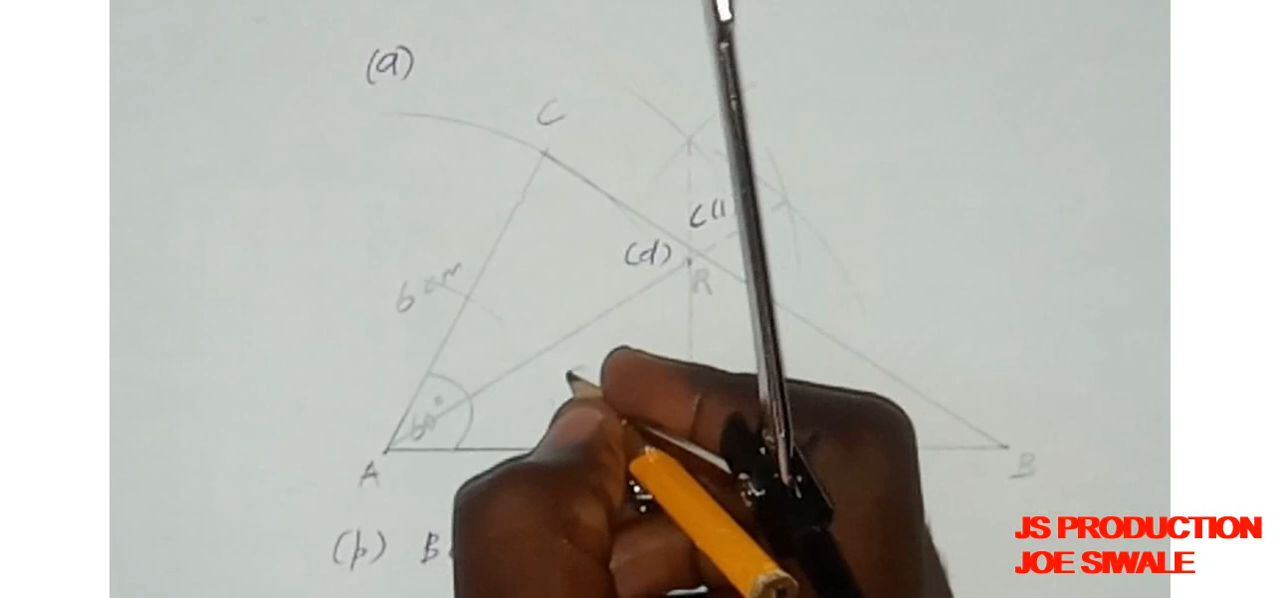 (a)
C
C(i)
(d)
R
6cm
60°
A
B
(b) B
JS PRODUCTION
JOE SIWALE